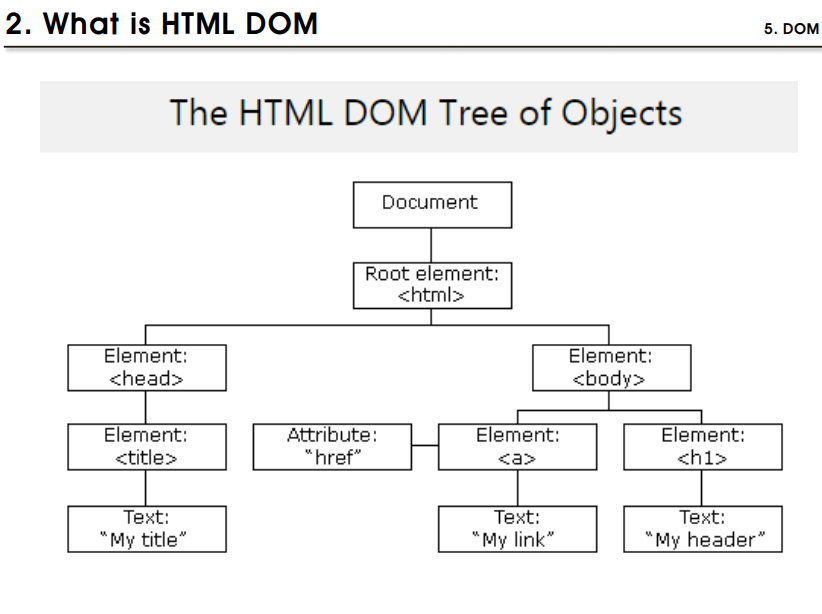 2. What is HTML DOM
5. DOM
The HTML DOM Tree of Objects
Document
Root element:
<html>
Element:
<head>
Element:
<body>
Element:
<title>
Attribute:
"href"
Element:
<a>
Element:
<h1>
Text:
"My title"
Text:
"My link"
Text:
"My header"